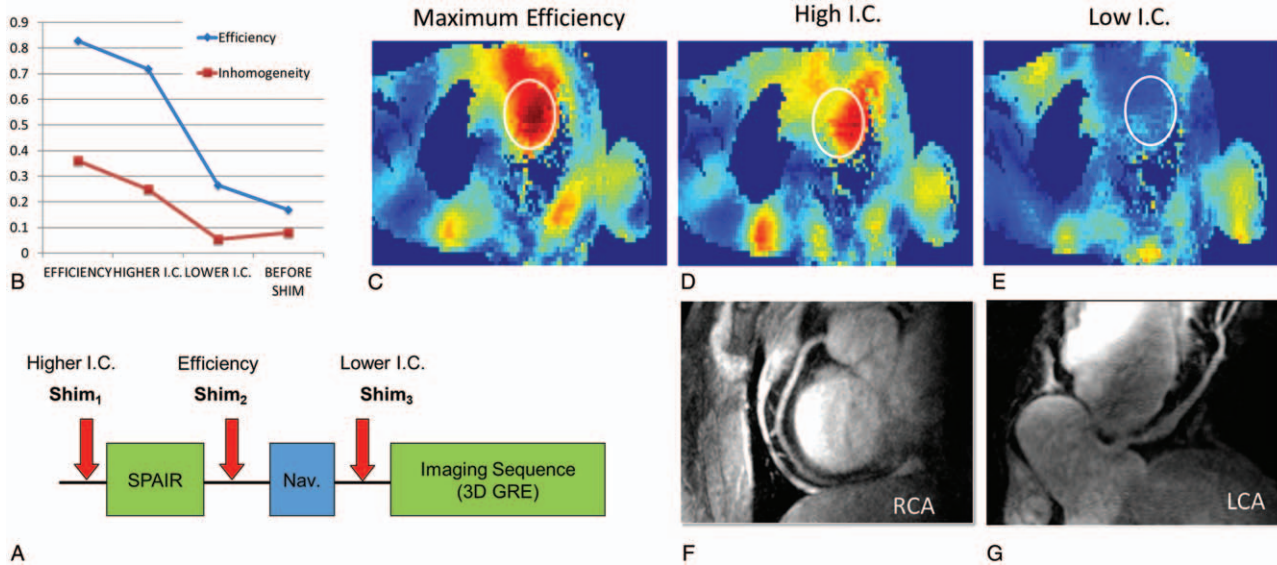 0.9
0.8
0.7
0.6
0.5
0.4
0.3
0.2
0.1
0
Efficiency
Inhomogeneity
EFFICIENCY HIGHER I.C. LOWER I.C. BEFORE
SHIM
B
Maximum Efficiency
C
High I.C.
D
Low I.C.
E
Higher I.C.
Shim1
Efficiency
Shim2
Lower I.C.
Shim3
SPAIR
Nav.
Imaging Sequence
(3D GRE)
A
RCA
F
LCA
G